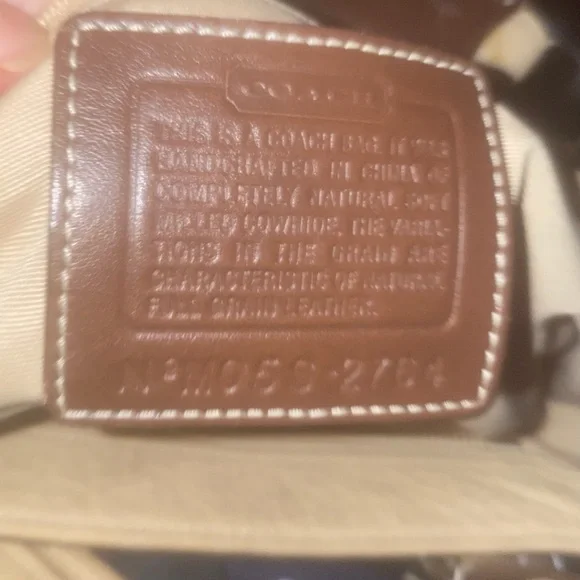 COACH
THIS IS A COACH BAG. IT WAS
HANDCRAFTED IN CHINA OF
COMPLETELY NATURAL, SOFT
MILLED COWHIDE, THE VARIA-
TIONS IN THE GRAIN ARE
CHARACTERISTIC OF NATURAL
FULL GRAIN LEATHER.